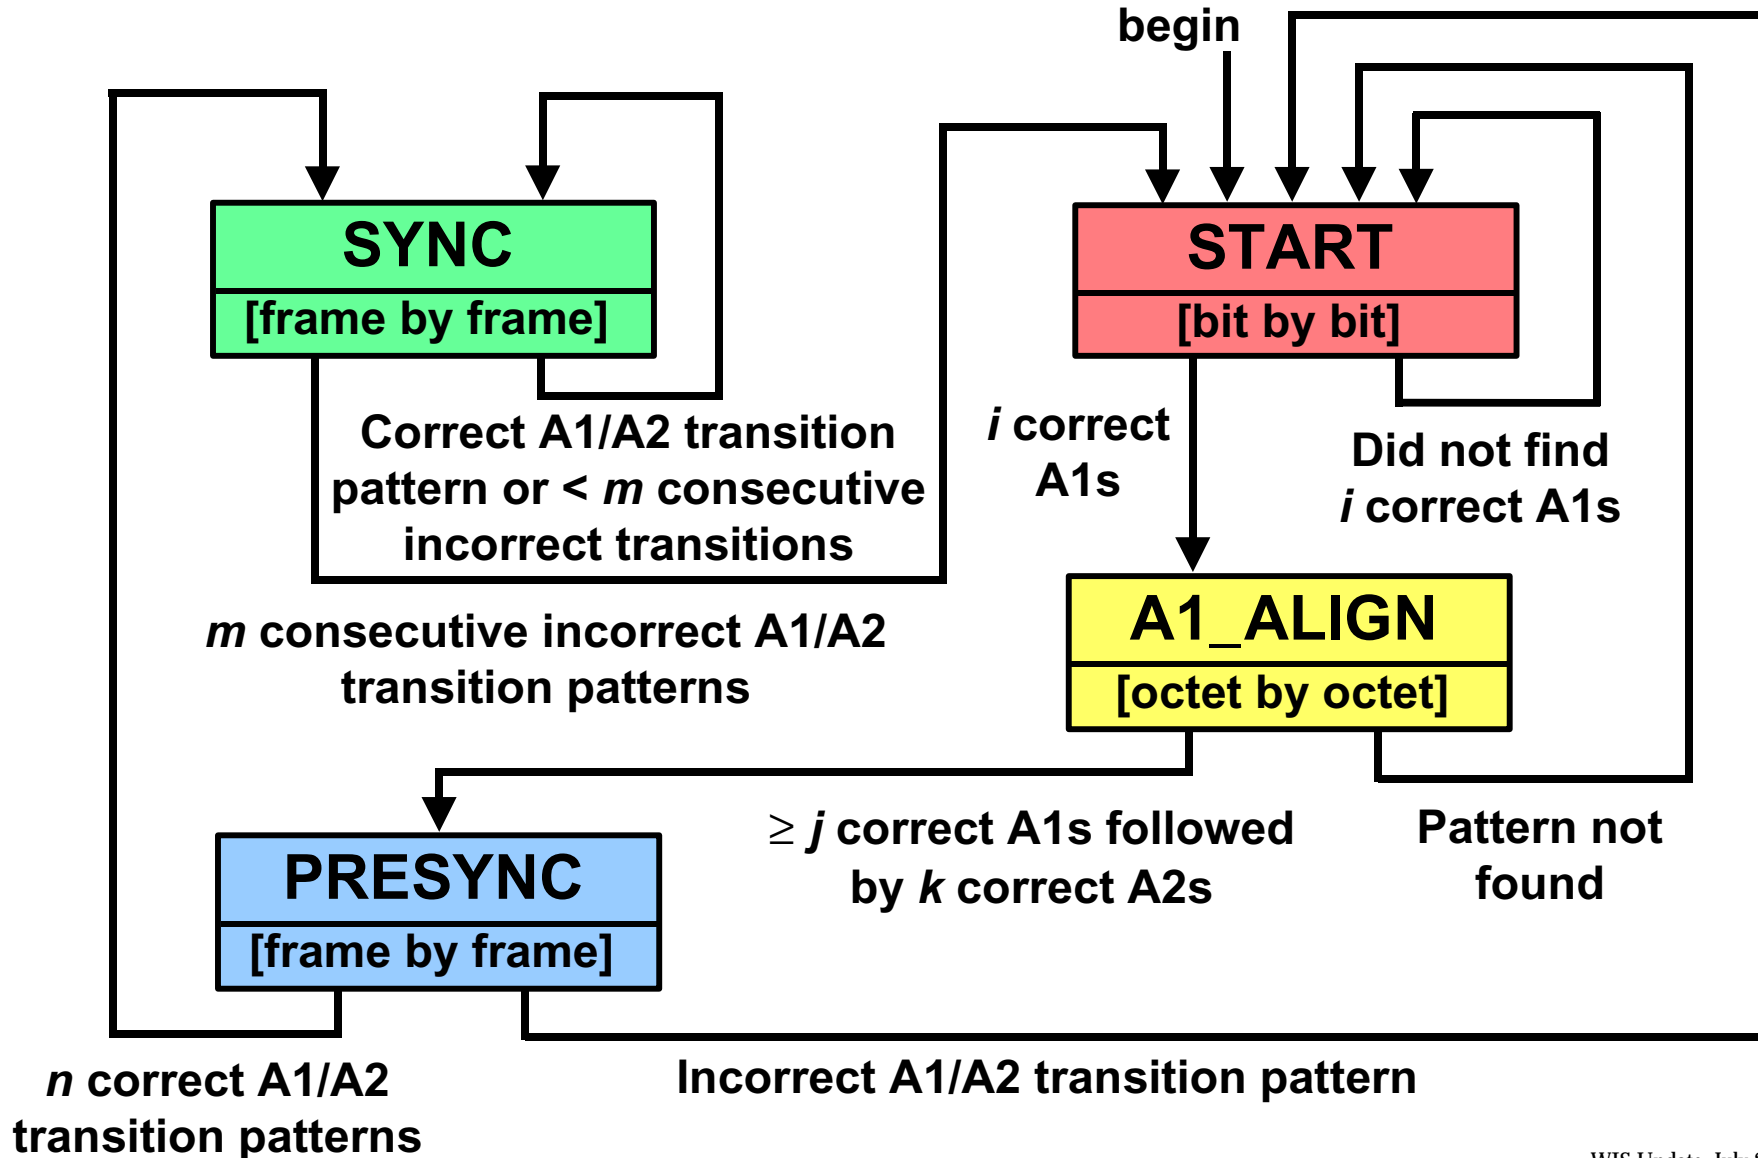 begin
SYNC
[frame by frame]
START
[bit by bit]
Correct A1/A2 transition
pattern or < m consecutive
incorrect transitions
i correct
A1s
Did not find
i correct A1s
m consecutive incorrect A1/A2
transition patterns
A1_ALIGN
[octet by octet]
≥ j correct A1s followed
by k correct A2s
Pattern not
found
PRESYNC
[frame by frame]
n correct A1/A2
transition patterns
Incorrect A1/A2 transition pattern
WIS Update, July